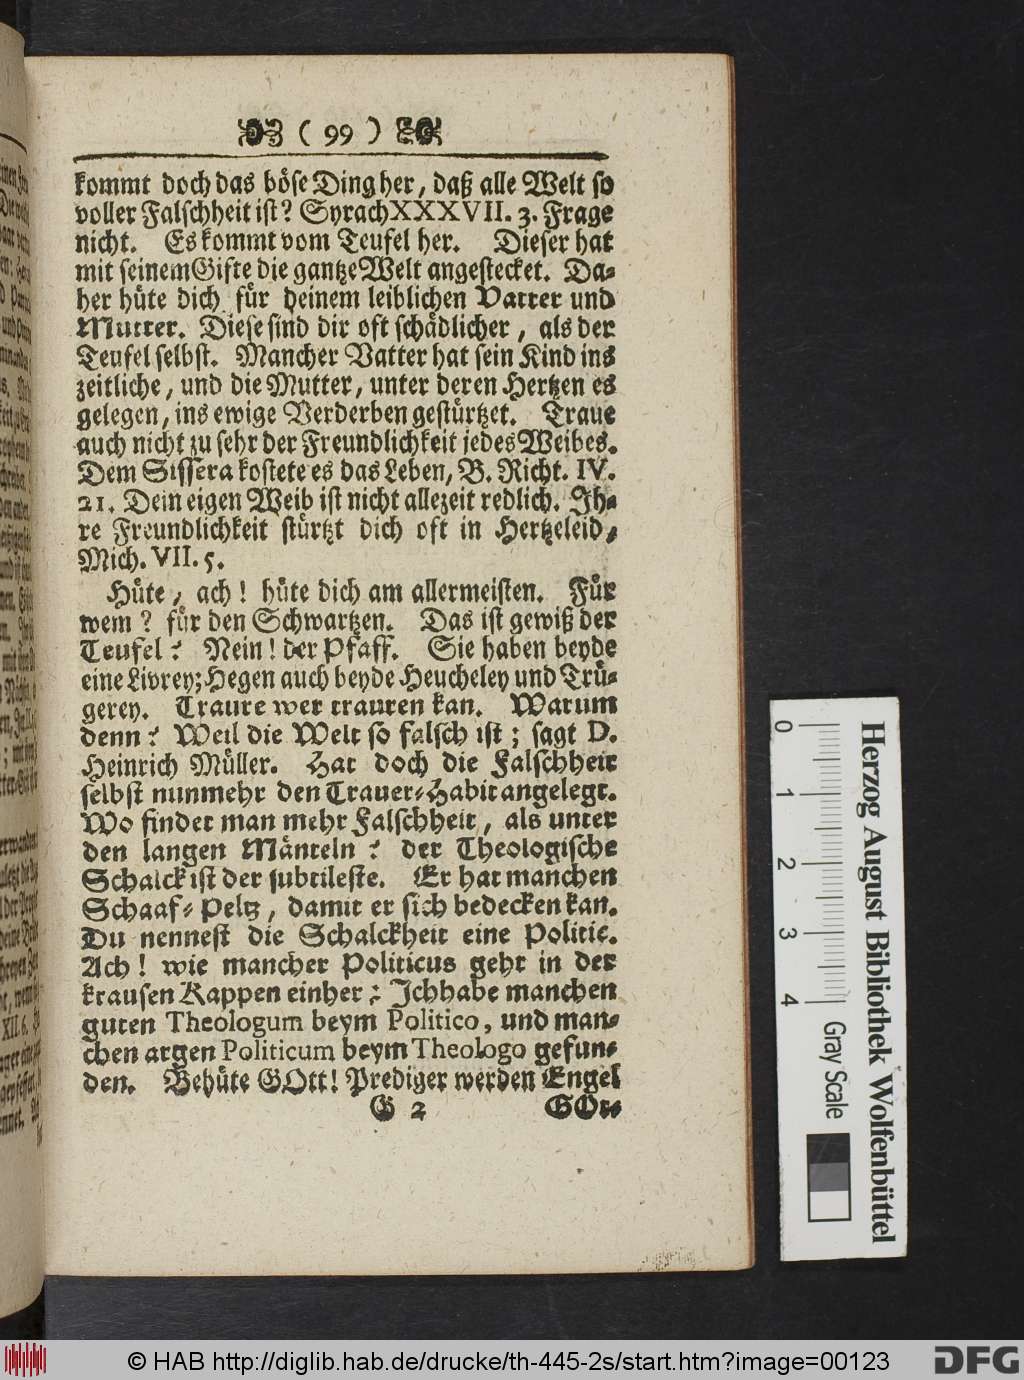 ( 99 )
kommt doch das böse Ding her, daß alle Welt so
voller Falschheit ist? Syrach XXXVII. 3. Frage
nicht. Es kommt vom Teufel her. Dieser hat
mit seinem Gifte die gantze Welt angestecket. Da-
her hüte dich für deinem leiblichen Vatter und
Mutter. Diese sind dir oft schädlicher, als der
Teufel selbst. Mancher Vatter hat sein Kind ins
zeitliche, und die Mutter, unter deren Hertzen es
gelegen, ins ewige Verderben gestürtzet. Traue
auch nicht zu sehr der Freundlichkeit jedes Weibes.
Dem Sissera kostete es das Leben, B. Richt. IV.
21. Dein eigen Weib ist nicht allezeit redlich. Ih-
re Freundlichkeit stürtzt dich oft in Hertzeleid,
Mich. VII. 5.
Hüte, ach! hüte dich am allermeisten. Für
wem? für den Schwartzen. Das ist gewiß der
Teufel? Nein! der Pfaff. Sie haben beyde
eine Livrey; Hegen auch beyde Heucheley und Trü-
gerey. Traure wer trauren kan. Warum
denn? Weil die Welt so falsch ist; sagt D.
Heinrich Müller. Hat doch die Falschheit
selbst nunmehr den Trauer-Habit angelegt.
Wo findet man mehr Falschheit, als unter
den langen Mänteln? der Theologische
Schalck ist der subtileste. Er hat manchen
Schaaf-Peltz, damit er sich bedecken kan.
Du nennest die Schalckheit eine Politic.
Ach! wie mancher Politicus geht in der
krausen Kappen einher? Ich habe manchen
guten Theologum beym Politico, und man-
chen argen Politicum beym Theologo gefun-
den. Behüte GOtt! Prediger werden Engel
G 2 GOt-
Herzog August Bibliothek Wolfenbüttel
0 1 2 3 4 Gray Scale
© HAB http://diglib.hab.de/drucke/th-445-2s/start.htm?image=00123
DFG